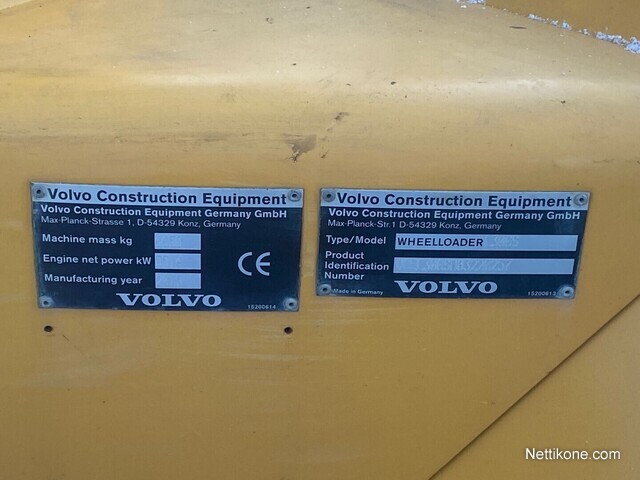 Volvo Construction Equipment
Volvo Construction Equipment Germany GmbH
Max-Planck-Strasse 1, D-54329 Konz, Germany
Machine mass kg
Engine net power kW
Manufacturing year
CE
VOLVO
15200614
Volvo Construction Equipment
Volvo Construction Equipment Germany GmbH
Max-Planck-Str.1 D-54329 Konz, Germany
Type/Model WHEELLOADER
Product
Identification
Number
Made in Germany
VOLVO
15200613
Nettikone.com